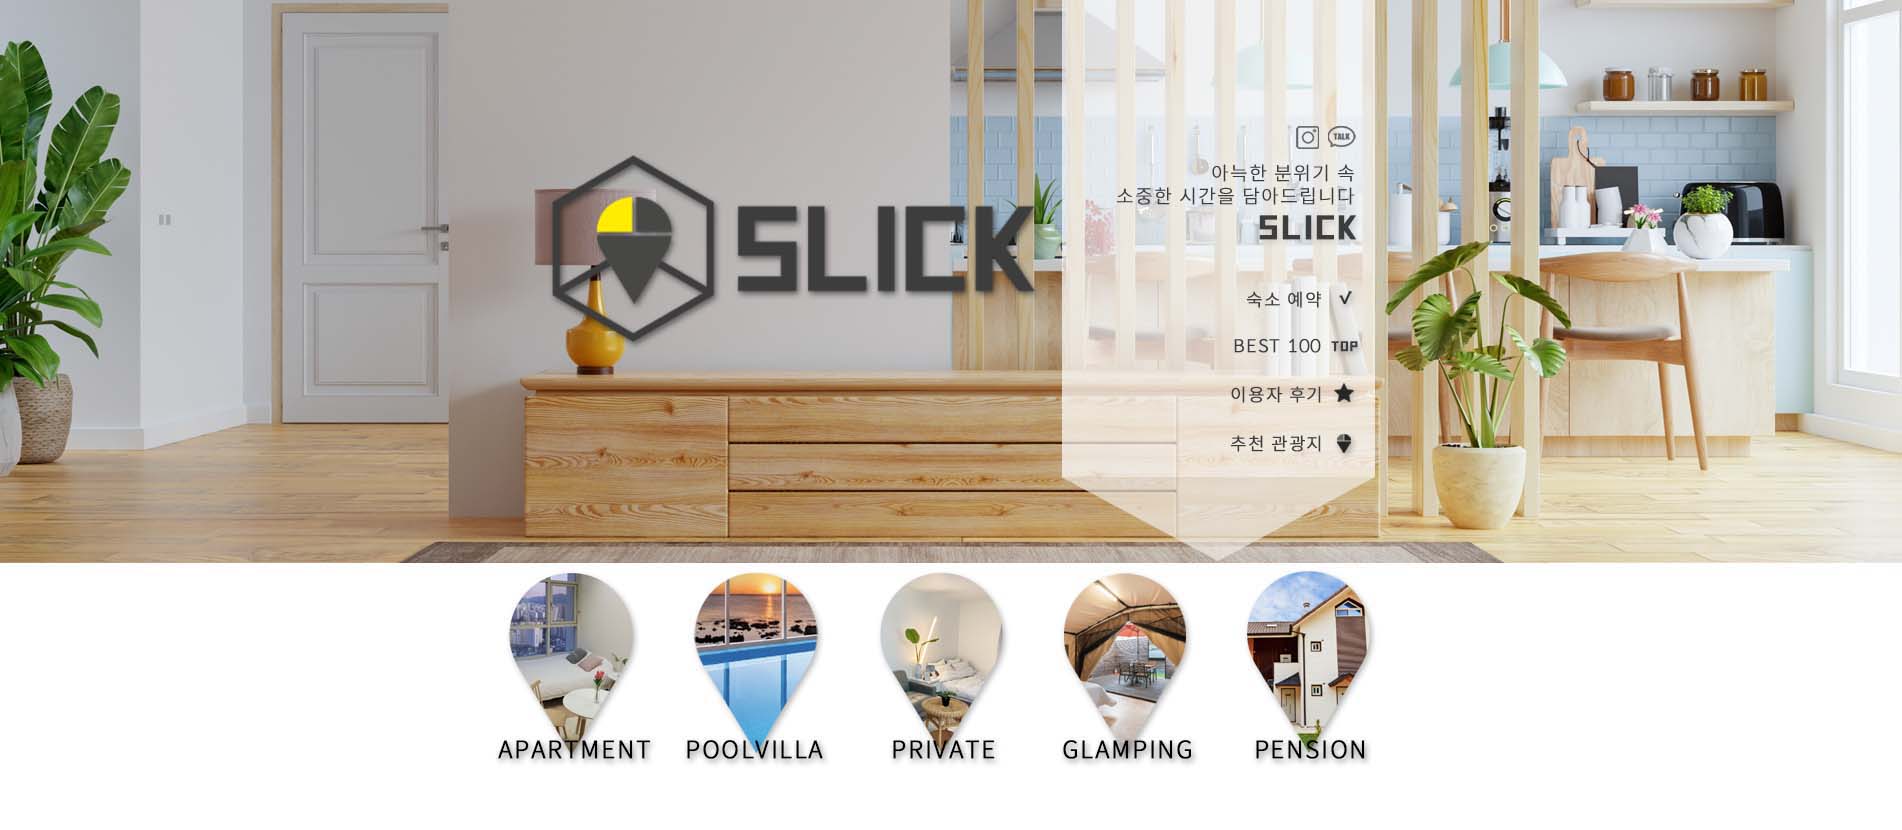 SLICK
TALK
아늑한 분위기 속
소중한 시간을 담아드립니다
SLICK
숙소 예약
BEST 100 TOP
이용자 후기
추천 관광지
APARTMENT POOLVILLA PRIVATE GLAMPING PENSION